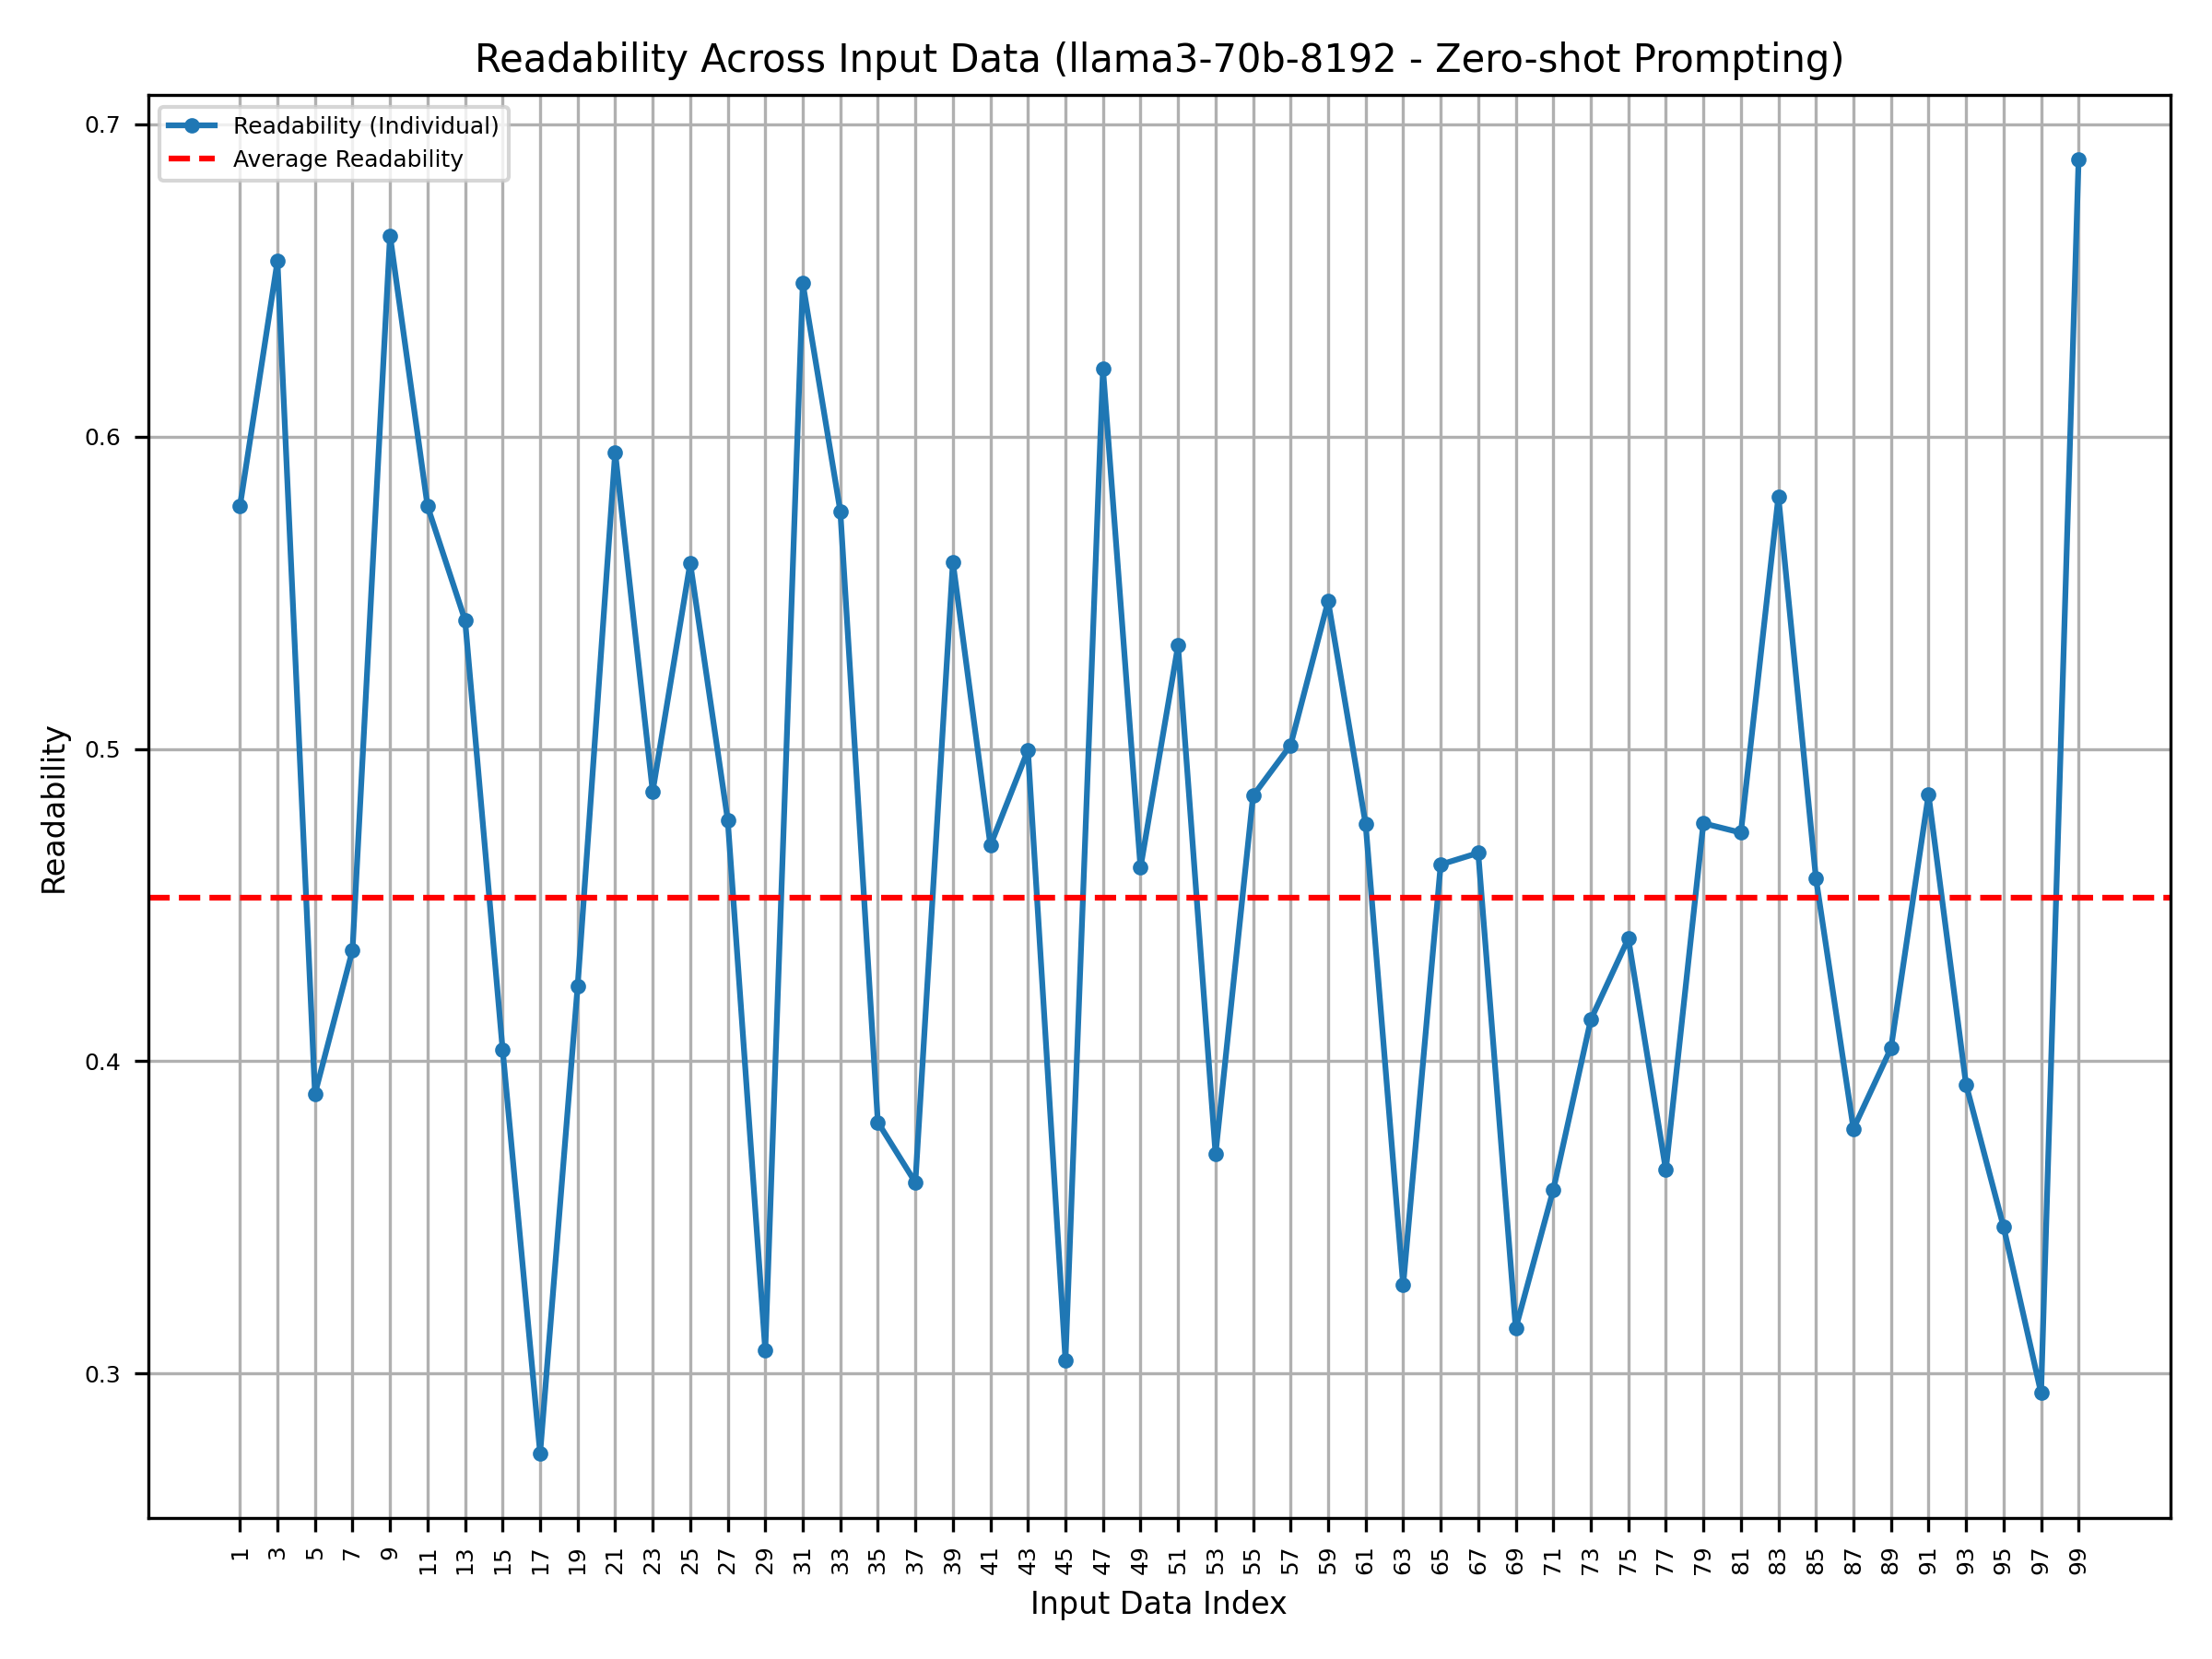 Readability Across Input Data (llama3-70b-8192 - Zero-shot Prompting)
Readability (Individual)
Average Readability
Readability
0.7
0.6
0.5
0.4
0.3
1 3 5 7 9 11 13 15 17 19 21 23 25 27 29 31 33 35 37 39 41 43 45 47 49 51 53 55 57 59 61 63 65 67 69 71 73 75 77 79 81 83 85 87 89 91 93 95 97 99
Input Data Index